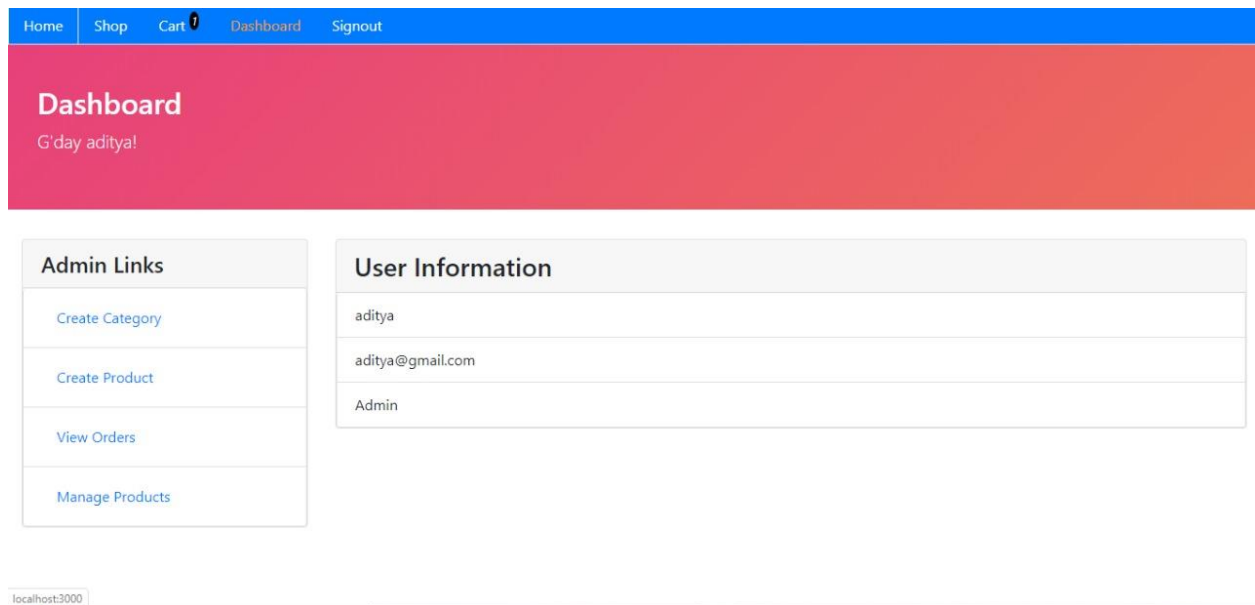 Home Shop Cart 1 Dashboard Signout
Dashboard
G'day aditya!
Admin Links
Create Category
Create Product
View Orders
Manage Products
User Information
aditya
aditya@gmail.com
Admin
localhost:3000